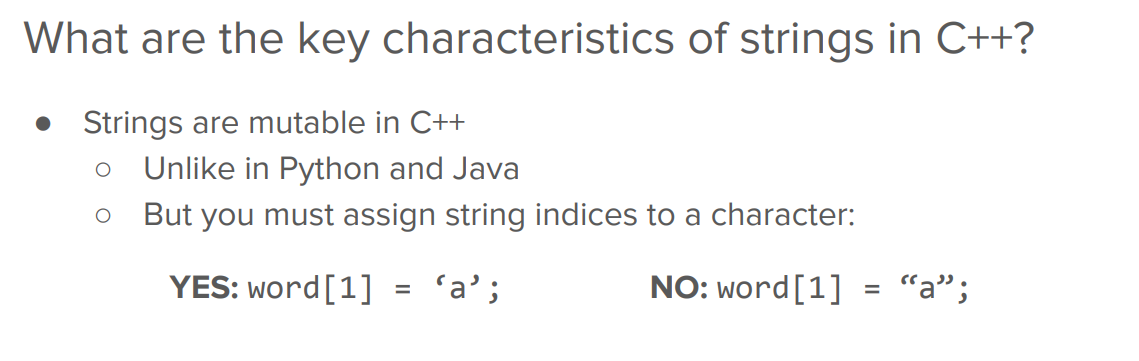 What are the key characteristics of strings in C++?
● Strings are mutable in C++
○ Unlike in Python and Java
○ But you must assign string indices to a character:
YES: word[1] = ‘a’; NO: word[1] = “a”;